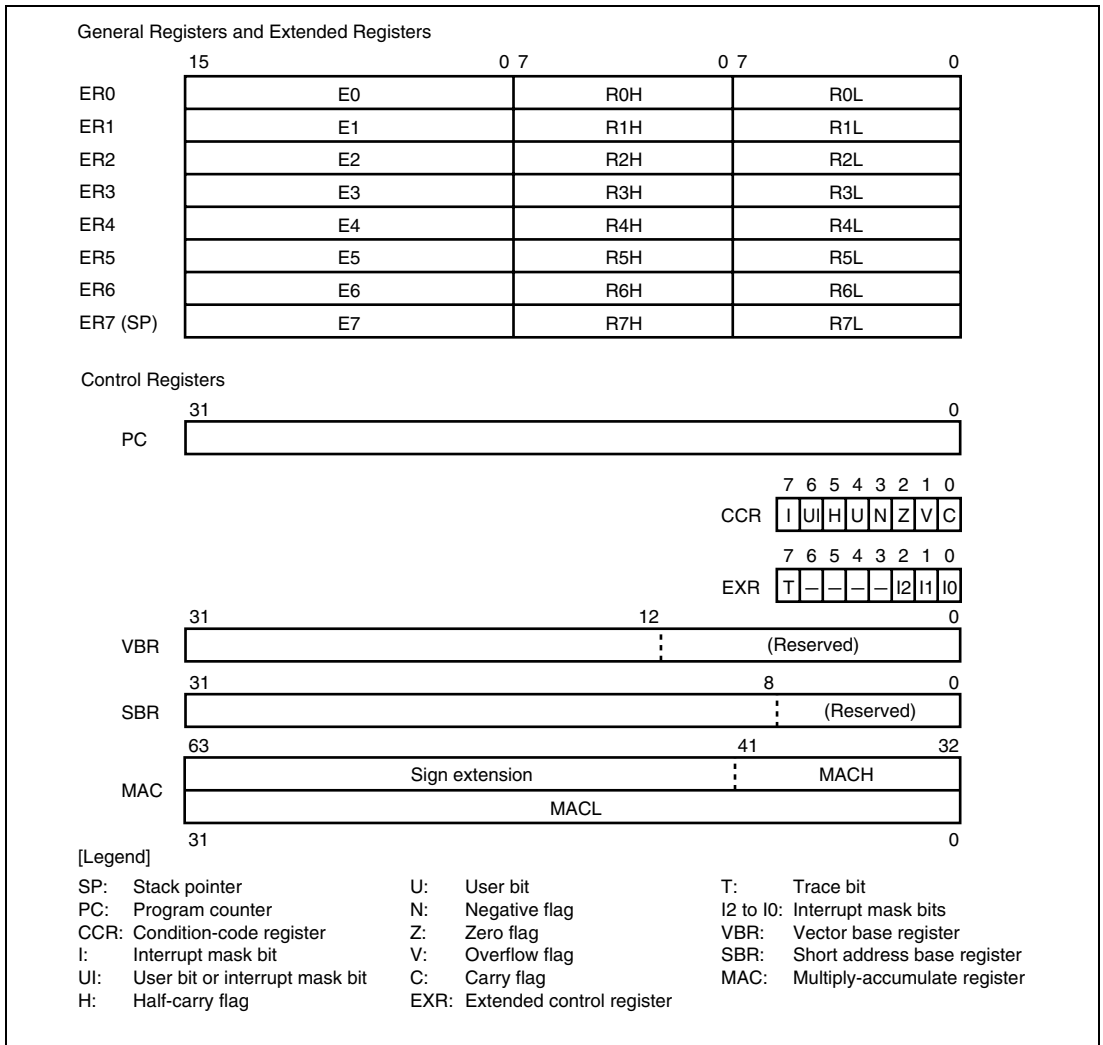 General Registers and Extended Registers
15 0 7 0 7 0
ER0 E0 R0H R0L
ER1 E1 R1H R1L
ER2 E2 R2H R2L
ER3 E3 R3H R3L
ER4 E4 R4H R4L
ER5 E5 R5H R5L
ER6 E6 R6H R6L
ER7 (SP) E7 R7H R7L
Control Registers
31 0
PC
7 6 5 4 3 2 1 0
CCR I UI H U N Z V C
7 6 5 4 3 2 1 0
EXR T — — — — I2 I1 I0
31 12 0
VBR (Reserved)
31 8 0
SBR (Reserved)
63 41 32
MAC Sign extension MACH
MACL
31 0
[Legend]
SP: Stack pointer U: User bit T: Trace bit
PC: Program counter N: Negative flag I2 to I0: Interrupt mask bits
CCR: Condition-code register Z: Zero flag VBR: Vector base register
I: Interrupt mask bit V: Overflow flag SBR: Short address base register
UI: User bit or interrupt mask bit C: Carry flag MAC: Multiply-accumulate register
H: Half-carry flag EXR: Extended control register